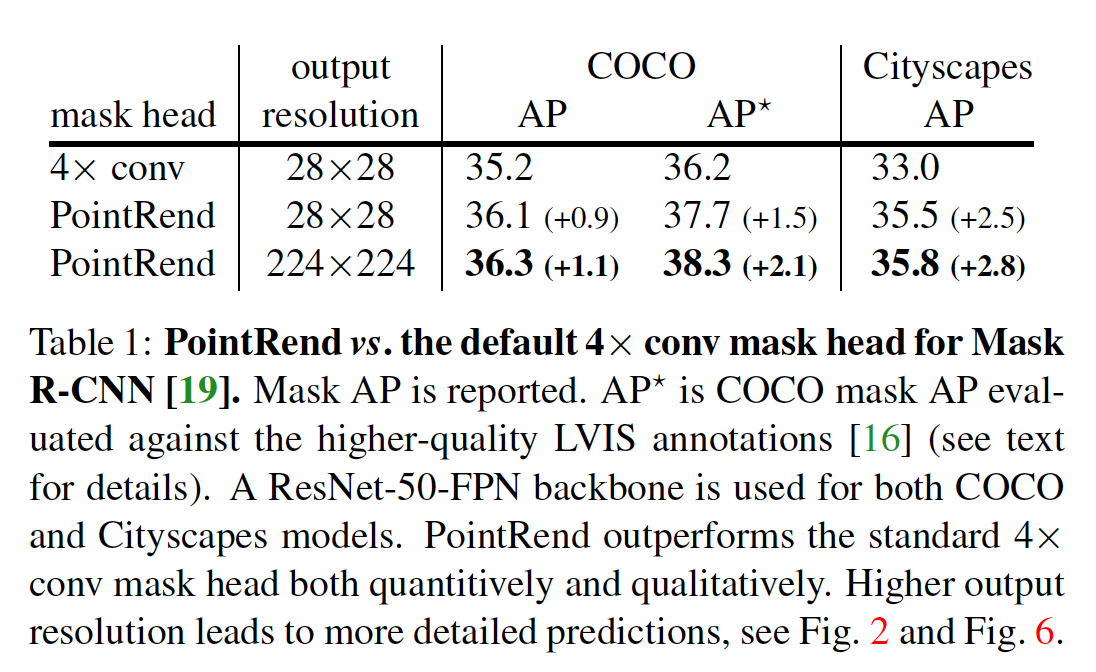 output COCO Cityscapes
mask head resolution AP AP⋆ AP
4× conv 28×28 35.2 36.2 33.0
PointRend 28×28 36.1 (+0.9) 37.7 (+1.5) 35.5 (+2.5)
PointRend 224×224 36.3 (+1.1) 38.3 (+2.1) 35.8 (+2.8)
Table 1: PointRend vs. the default 4× conv mask head for Mask
R-CNN [19]. Mask AP is reported. AP⋆ is COCO mask AP eval-
uated against the higher-quality LVIS annotations [16] (see text
for details). A ResNet-50-FPN backbone is used for both COCO
and Cityscapes models. PointRend outperforms the standard 4×
conv mask head both quantitively and qualitatively. Higher output
resolution leads to more detailed predictions, see Fig. 2 and Fig. 6.